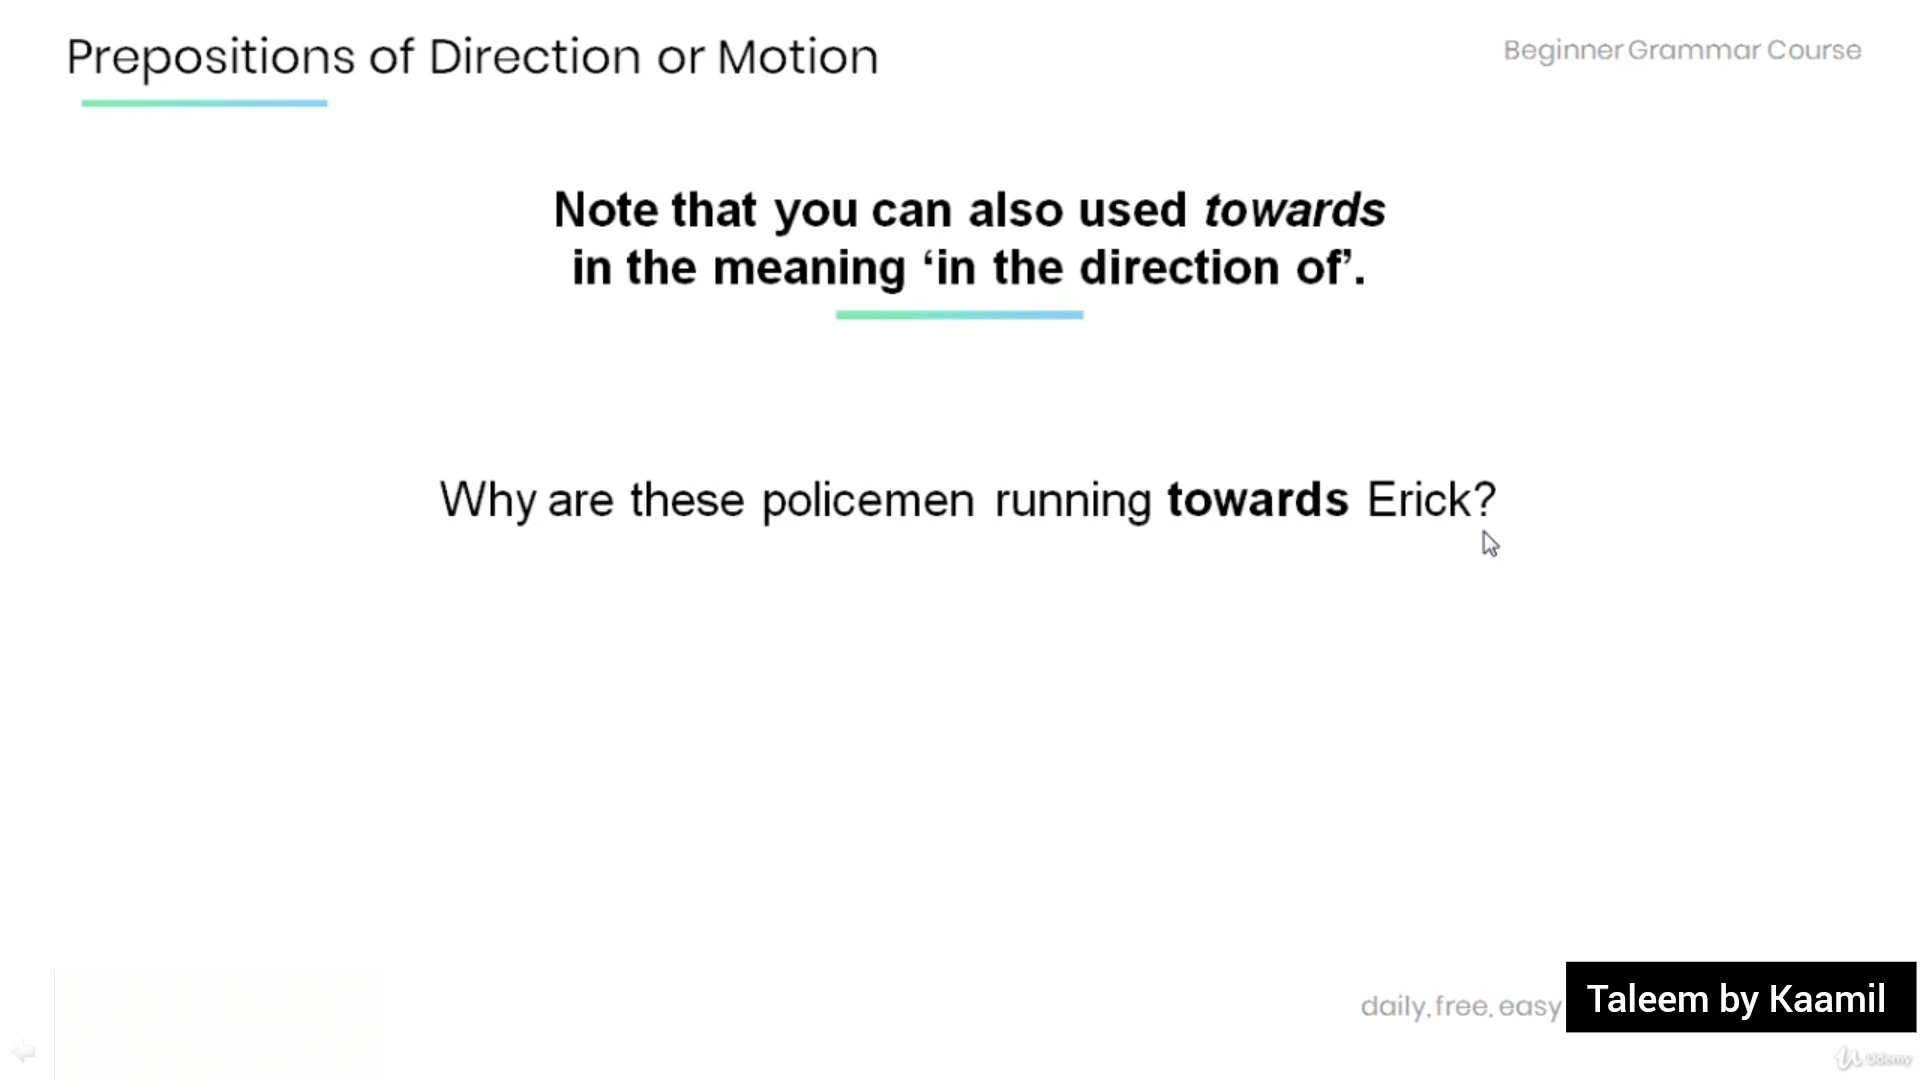 Prepositions of Direction or Motion
Beginner Grammar Course
Note that you can also used towards
in the meaning ‘in the direction of’.
Why are these policemen running towards Erick?
daily, free, easy
Taleem by Kaamil
Udemy